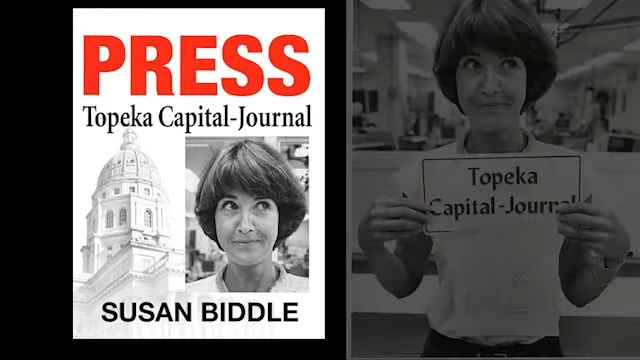 PRESS
Topeka Capital-Journal
SUSAN BIDDLE
Topeka
Capital-Journal